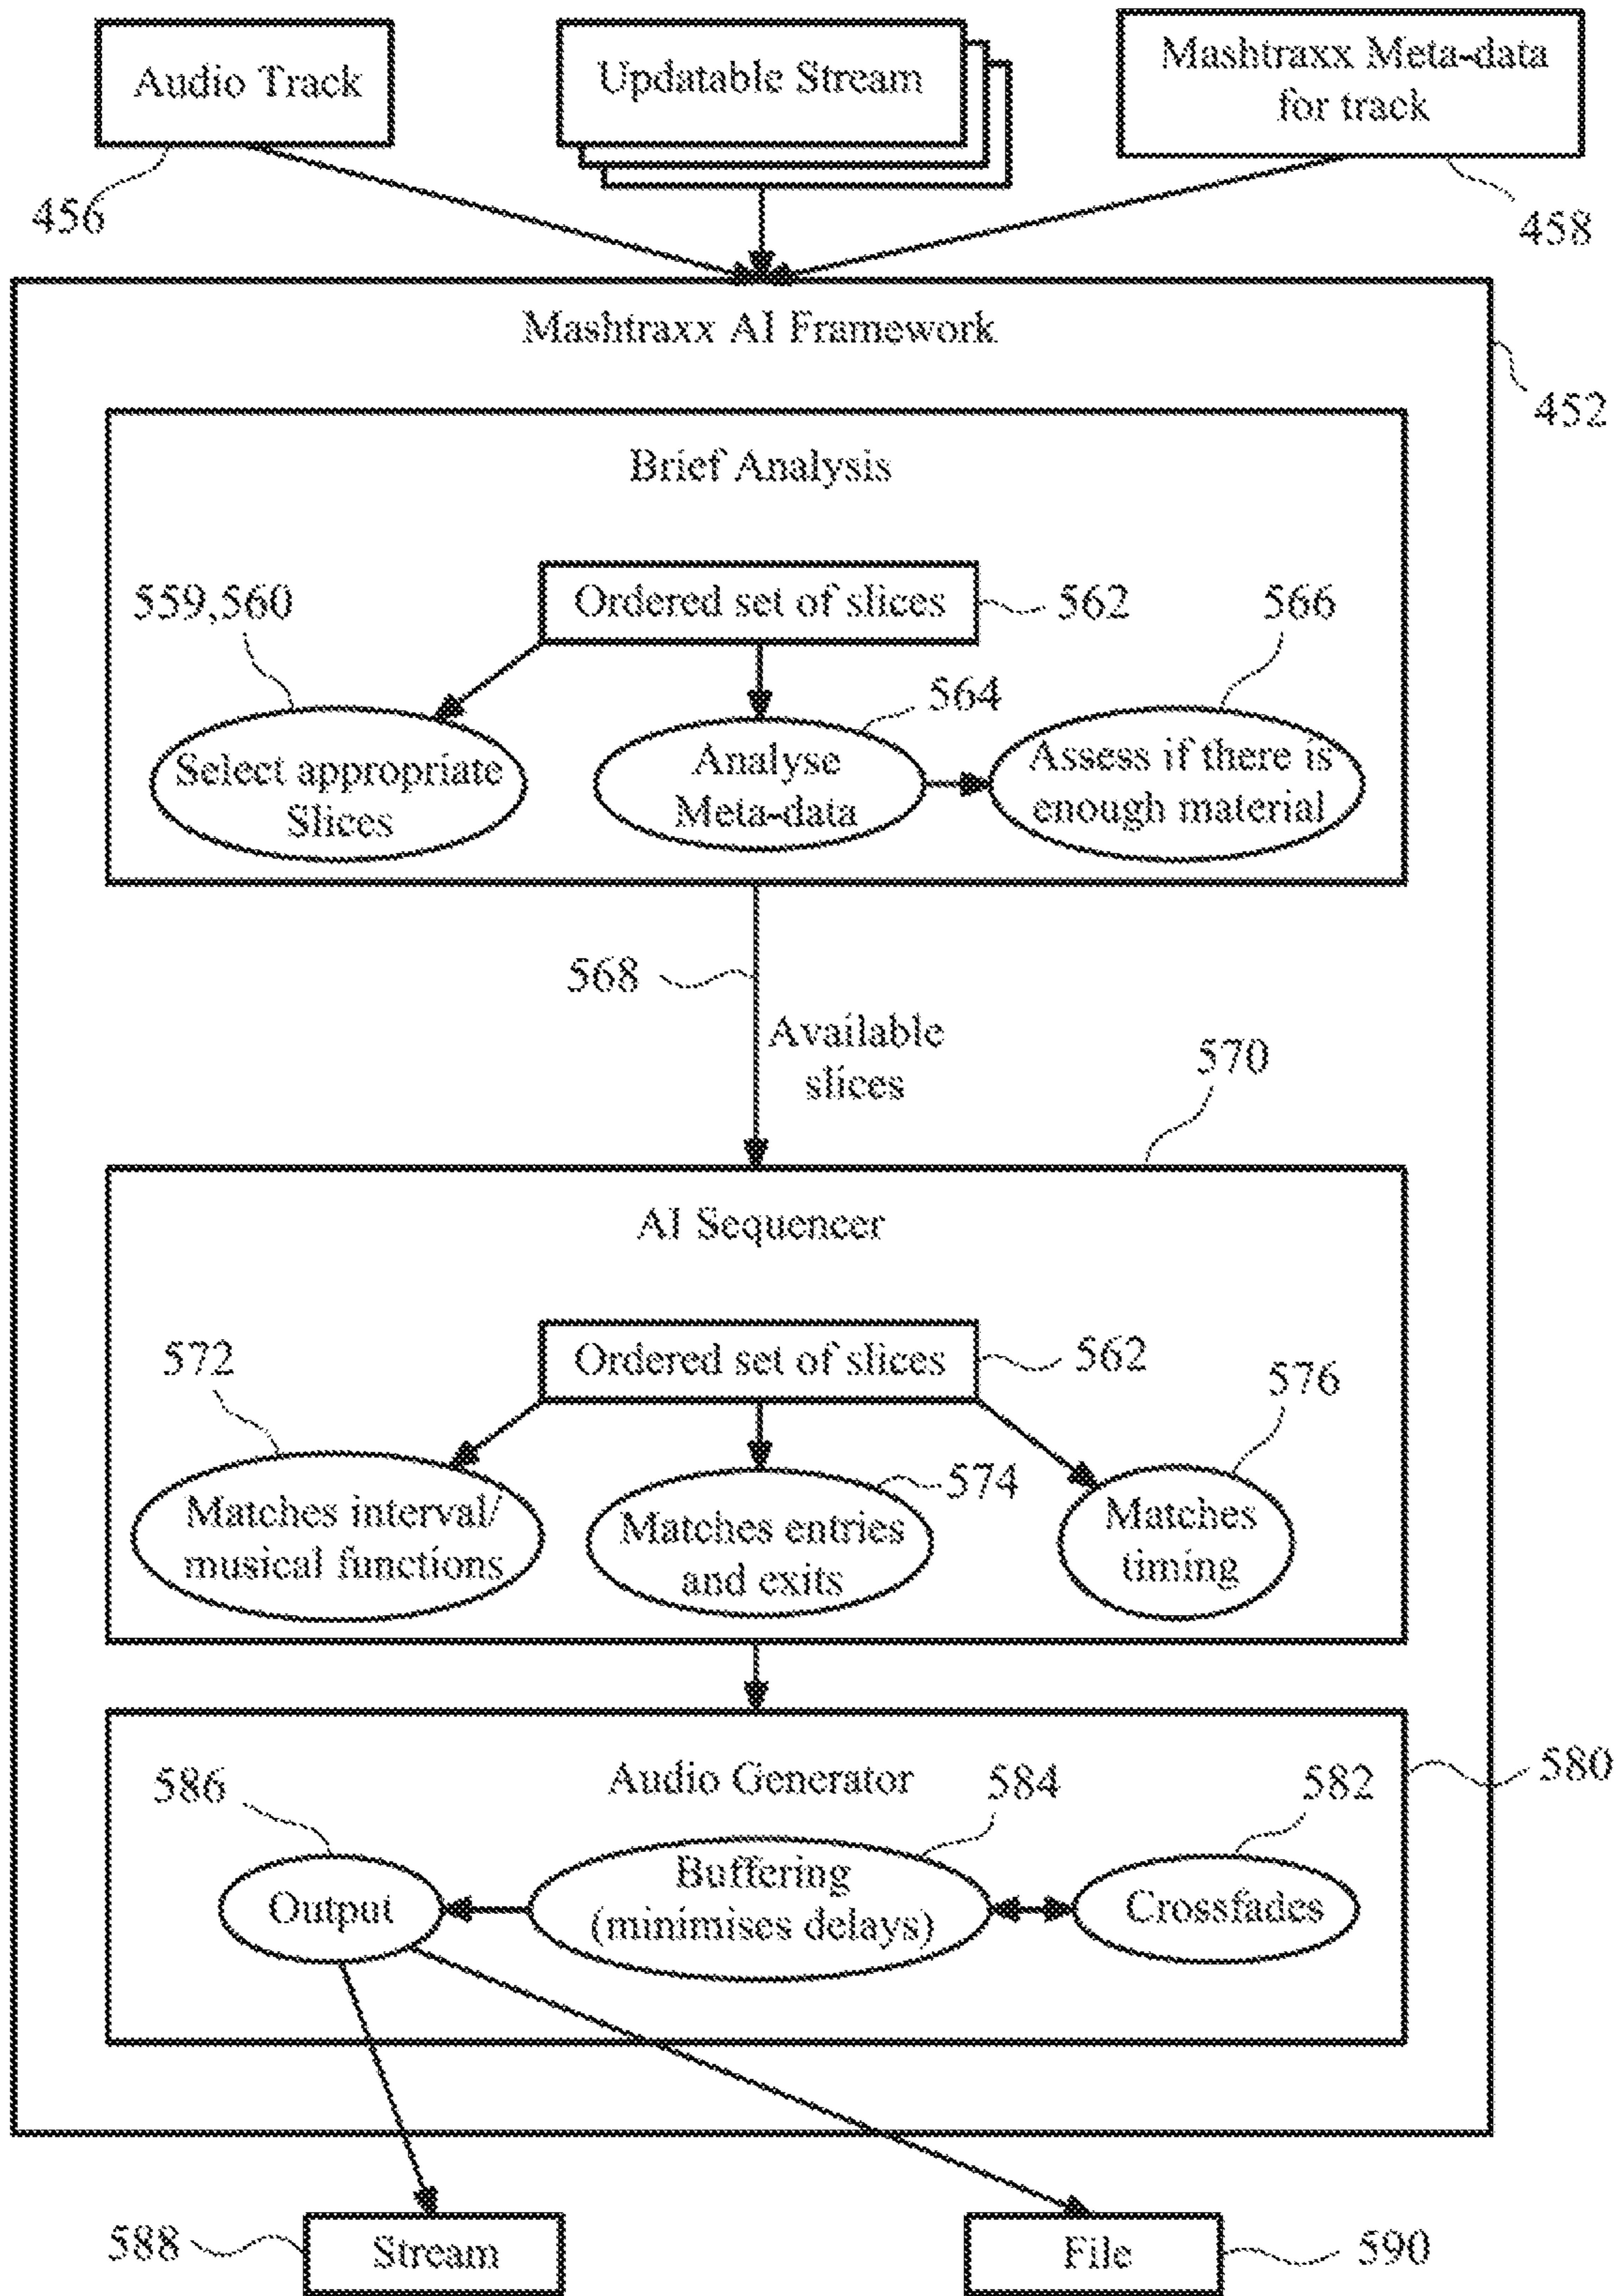 Audio Track
Updatable Stream
Mashtraxx Meta-data
for track
456
458
Mashtraxx AI Framework
452
Brief Analysis
559,560
Ordered set of slices
562
566
564
Select appropriate
Slices
Analyse
Meta-data
Assess if there is
enough material
568
Available
slices
570
AI Sequencer
572
Ordered set of slices
562
576
574
Matches interval/
musical functions
Matches entries
and exits
Matches
timing
586
Audio Generator
584
582
580
Output
Buffering
(minimises delays)
Crossfades
588
Stream
File
590